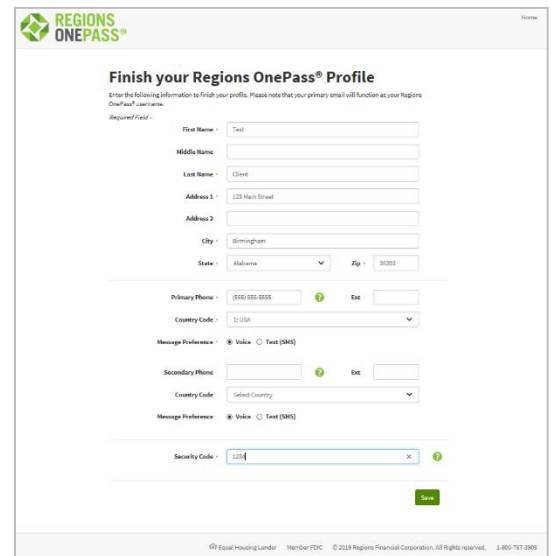 REGIONS
ONEPASS®
Home
Finish your Regions OnePass® Profile
Enter the following information to finish your profile. Please note that your primary email will function as your Regions
OnePass® username.
Required Field -
First Name - Test
Middle Name
Last Name - Client
Address 1 - 123 Main Street
Address 2
City - Birmingham
State - Alabama Zip - 35203
Primary Phone - (555) 555-5555 ? Ext
Country Code - 1: USA
Message Preference - Voice Text (SMS)
Secondary Phone ? Ext
Country Code Select Country
Message Preference Voice Text (SMS)
Security Code - 1234 × ?
Save
Equal Housing Lender Member FDIC © 2019 Regions Financial Corporation. All Rights reserved. 1-800-787-3905